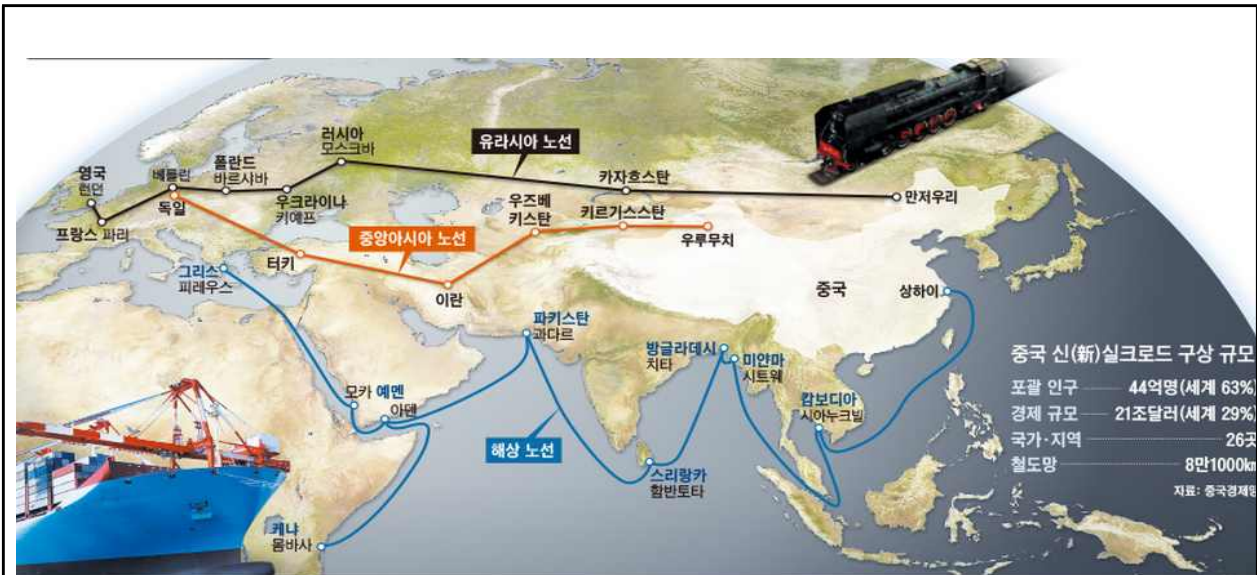 러시아
모스크바
유라시아 노선
영국
런던
베를린
폴란드
바르샤바
카자흐스탄
독일
우크라이나
키예프
우즈베
키스탄
키르기스스탄
만저우리
프랑스 파리
중앙아시아 노선
우루무치
그리스
피레우스
터키
이란
중국
상하이
파키스탄
과다르
방글라데시
치타
미얀마
시트웨
중국 신(新)실크로드 구상 규모
포괄 인구 44억명(세계 63%)
모카 예멘
아덴
캄보디아
시아누크빌
경제 규모 21조달러(세계 29%)
국가·지역 26곳
해상 노선
철도망 8만1000km
스리랑카
함반토타
자료: 중국경제망
케냐
몸바사